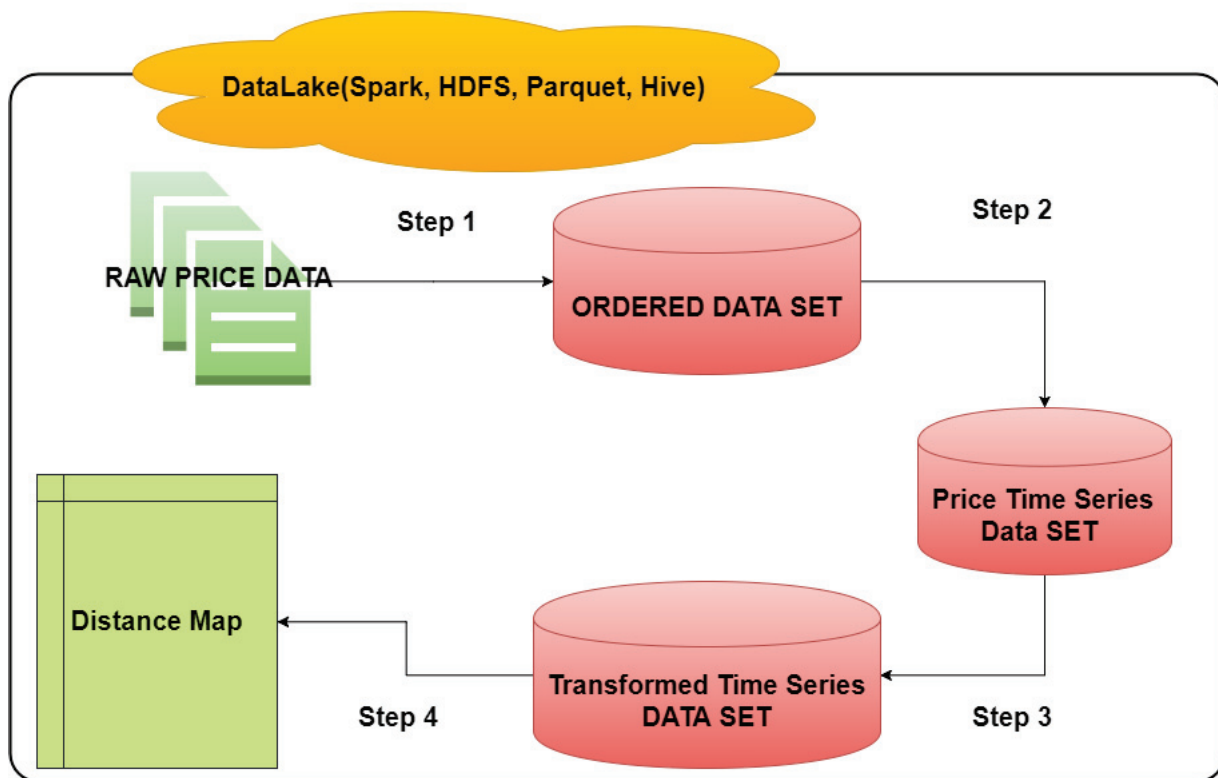 DataLake(Spark, HDFS, Parquet, Hive)
Step 1
Step 2
RAW PRICE DATA
ORDERED DATA SET
Price Time Series
Data SET
Distance Map
Transformed Time Series
DATA SET
Step 4
Step 3